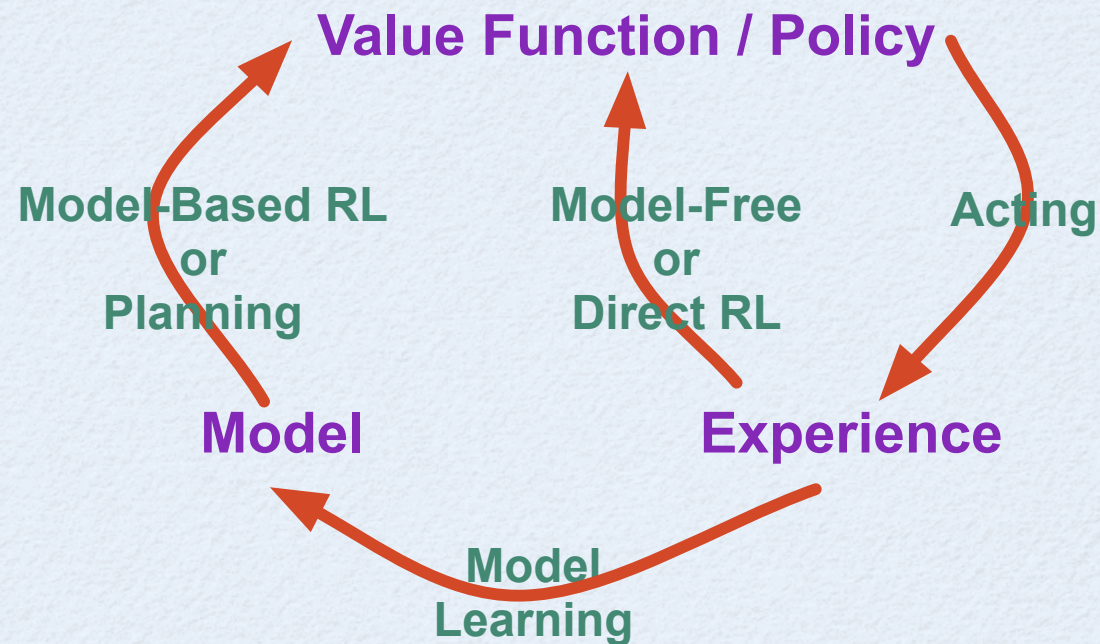 Value Function / Policy
Model-Based RL
or
Planning
Model-Free
or
Direct RL
Acting
Model
Experience
Model
Learning